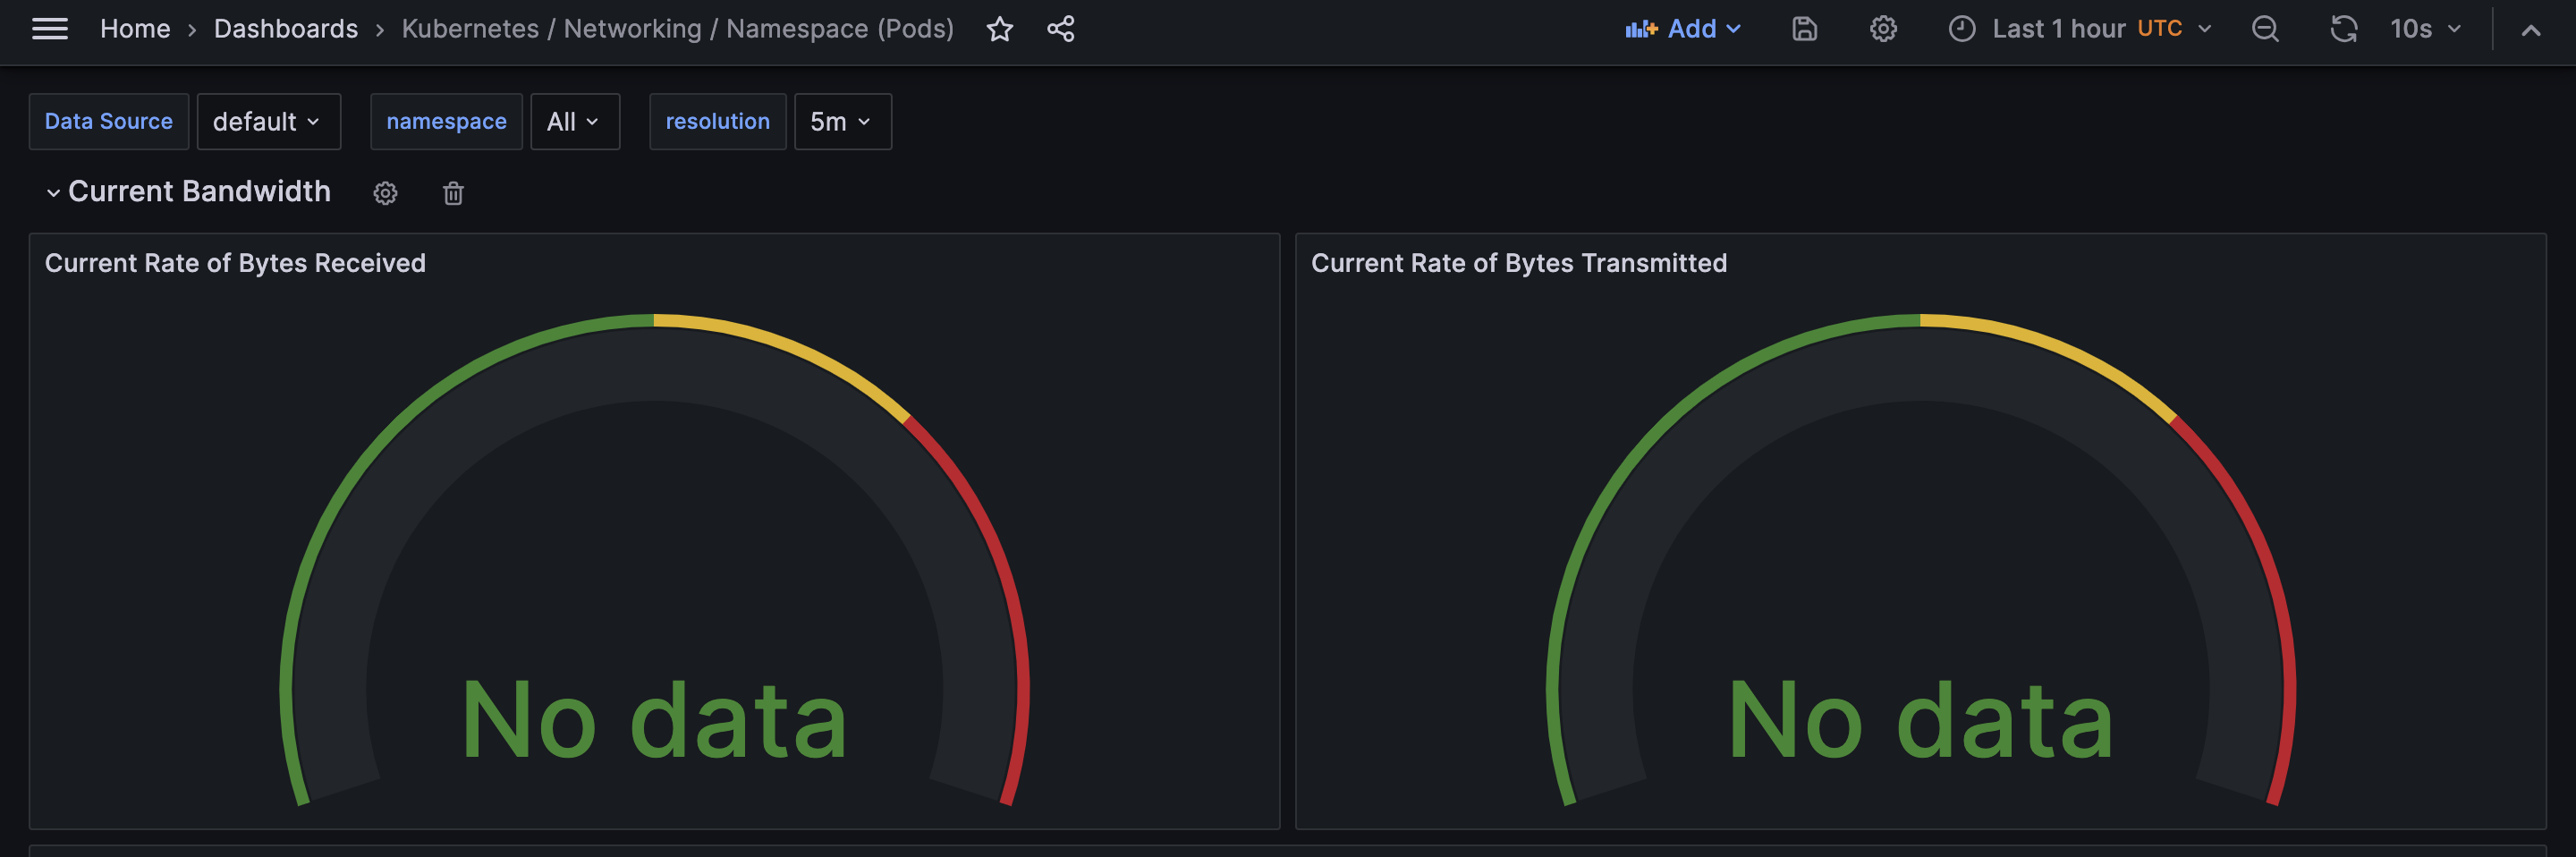 Home › Dashboards › Kubernetes / Networking / Namespace (Pods) Add Last 1 hour UTC 10s
Data Source default namespace All resolution 5m
Current Bandwidth
Current Rate of Bytes Received
No data
Current Rate of Bytes Transmitted
No data